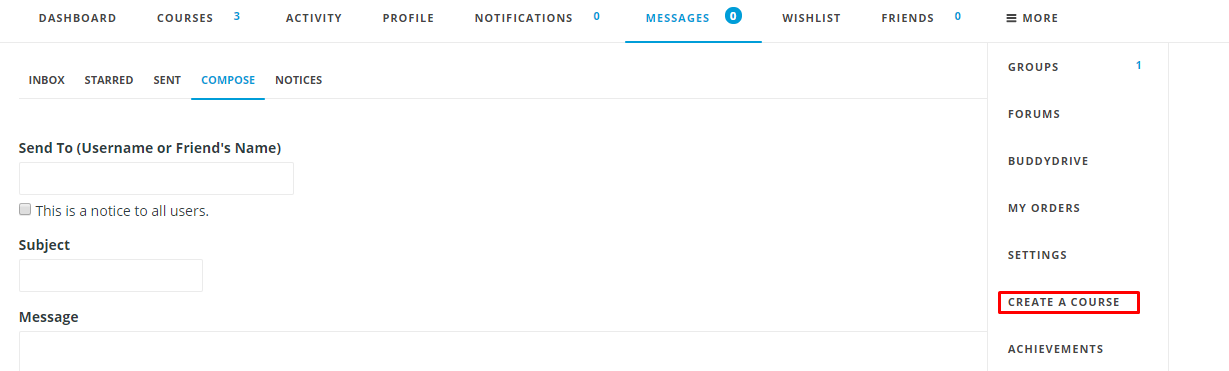 DASHBOARD COURSES 3 ACTIVITY PROFILE NOTIFICATIONS 0 MESSAGES 0 WISHLIST FRIENDS 0 MORE
INBOX STARRED SENT COMPOSE NOTICES
Send To (Username or Friend's Name)
This is a notice to all users.
Subject
Message
GROUPS 1
FORUMS
BUDDYDRIVE
MY ORDERS
SETTINGS
CREATE A COURSE
ACHIEVEMENTS